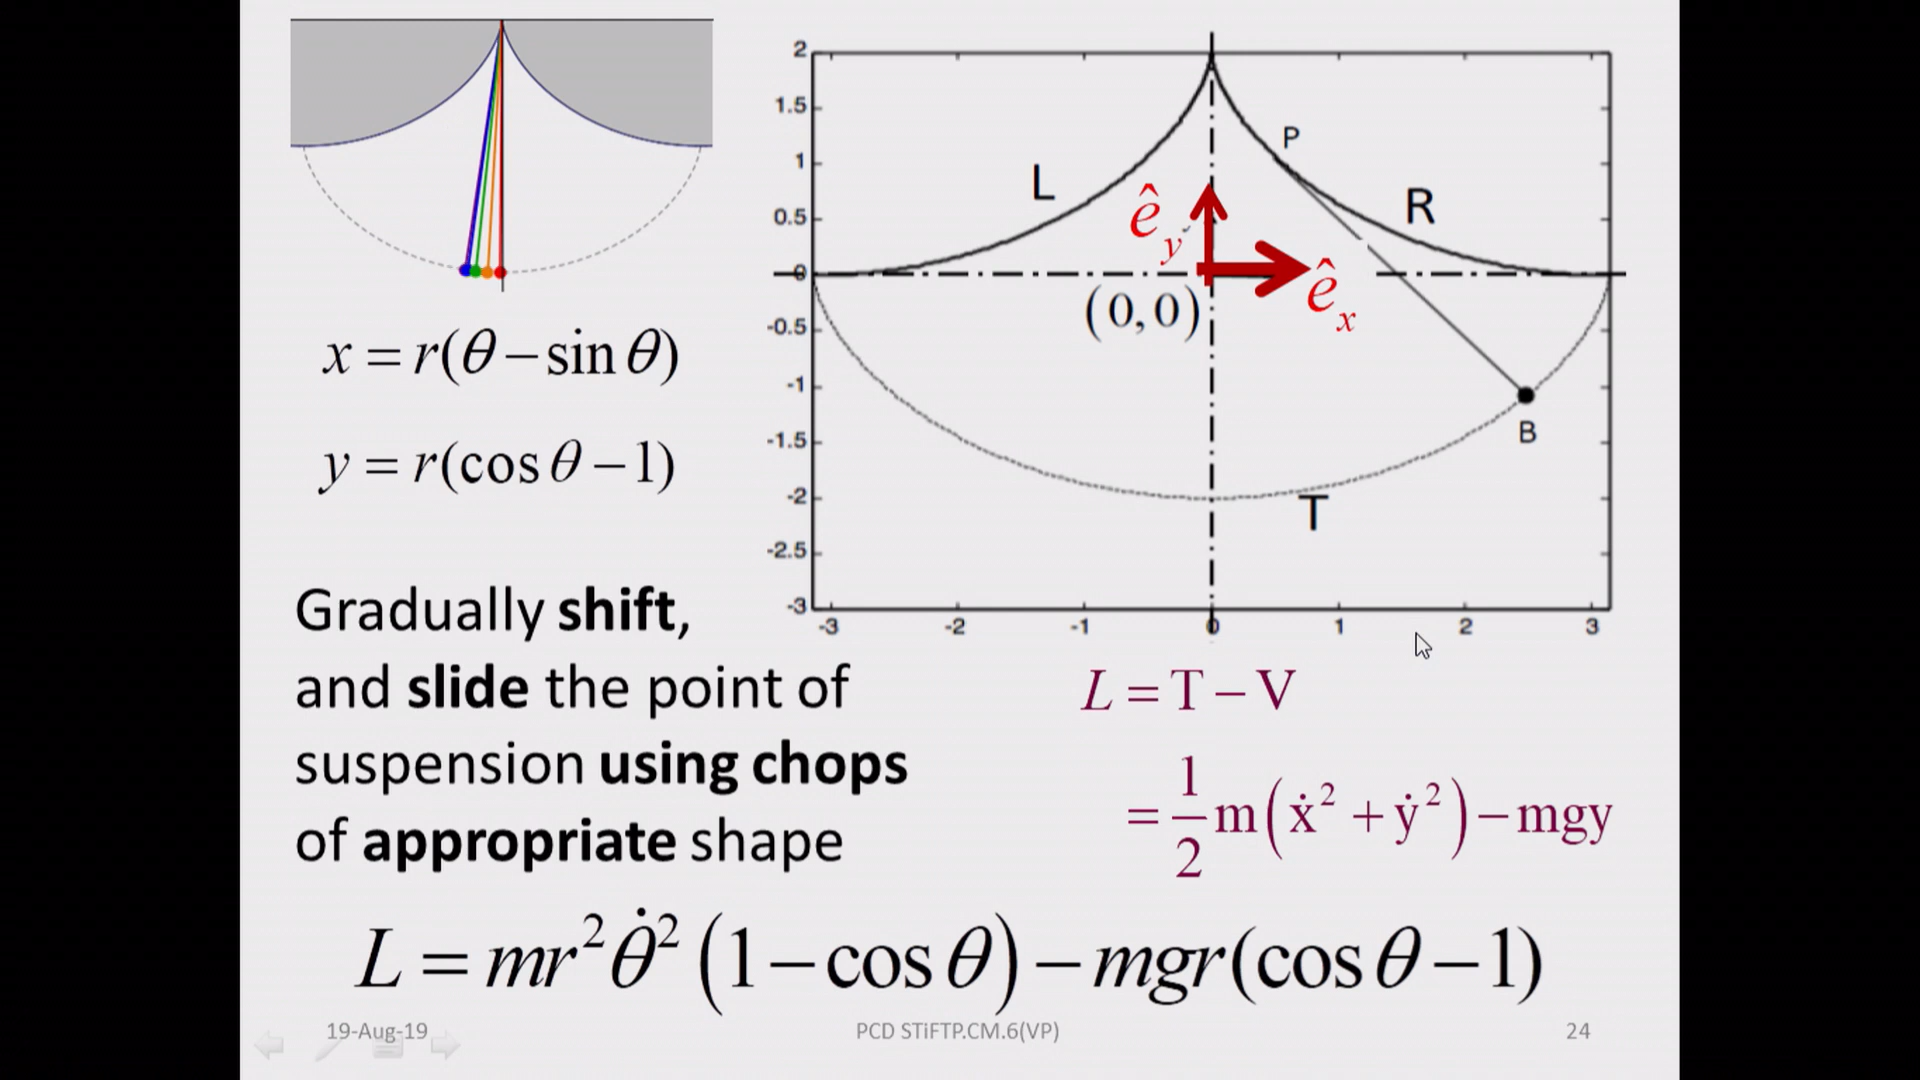 x = r(θ – sin θ)
y = r(cos θ – 1)
2
1.5
1
0.5
0
-0.5
-1
-1.5
-2
-2.5
-3
-3
-2
-1
0
1
2
3
L
P
R
ê_y
ê_x
(0,0)
B
T
Gradually shift,
and slide the point of
suspension using chops
of appropriate shape
L = T – V
= 1/2 m(ẋ² + ẏ²) – mgy
L = mr²θ̇²(1 – cos θ) – mgr(cos θ – 1)
19-Aug-19
PCD STiFTP.CM.6(VP)
24